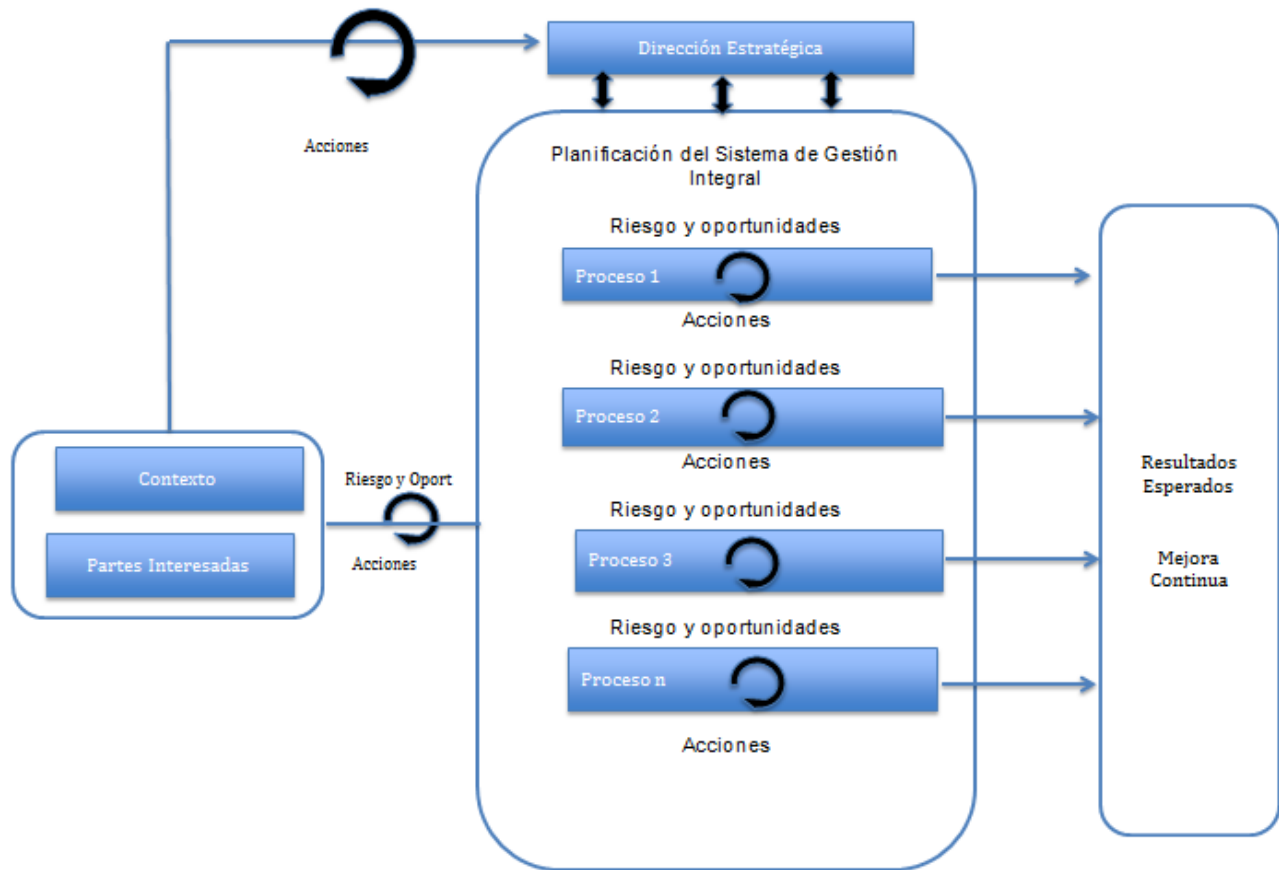 Dirección Estratégica
Acciones
Planificación del Sistema de Gestión
Integral
Riesgo y oportunidades
Proceso 1
Acciones
Riesgo y oportunidades
Proceso 2
Acciones
Contexto
Partes Interesadas
Riesgo y Oport
Acciones
Riesgo y oportunidades
Proceso 3
Riesgo y oportunidades
Proceso n
Acciones
Resultados
Esperados
Mejora
Continua